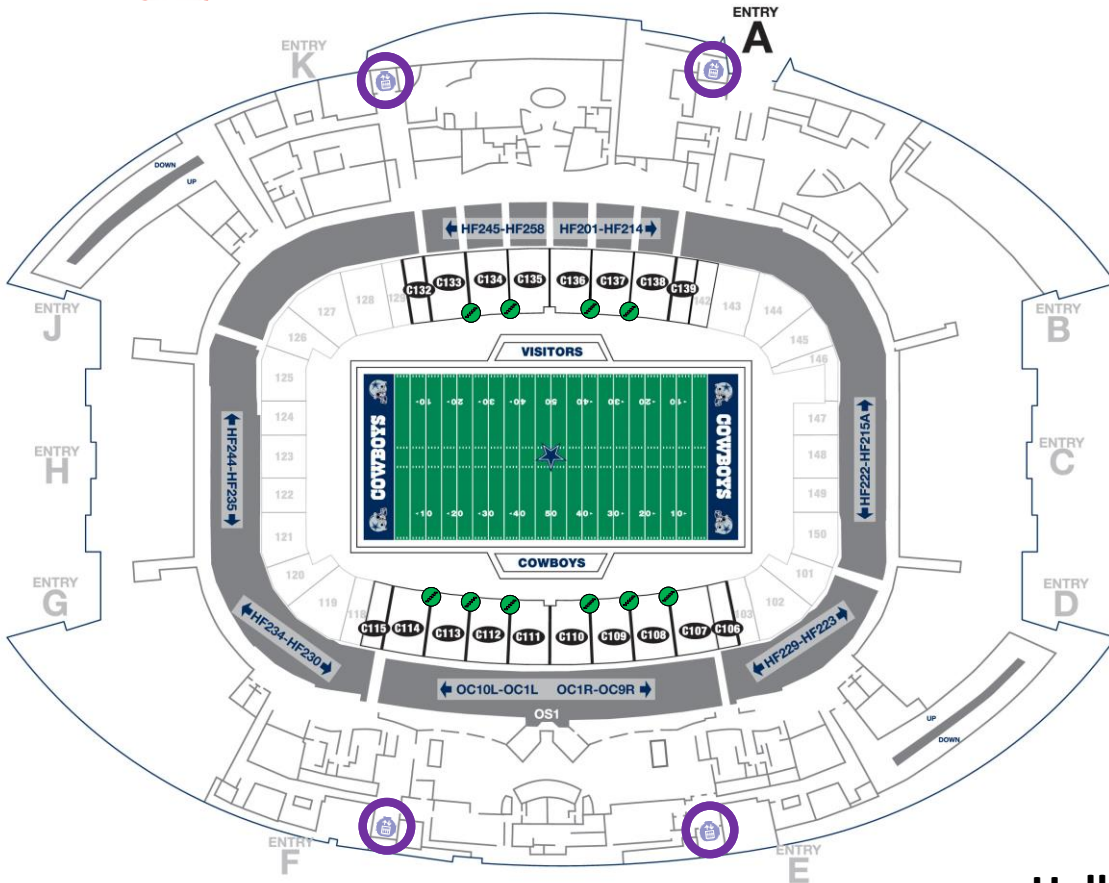 ENTRY
A
ENTRY
K
DOWN
UP
HF245-HF258 HF201-HF214
C132 C133 C134 C135 C136 C137 C138 C139
126 127 128 129
142 143 144 145 146
ENTRY
J
ENTRY
B
VISITORS
125
124
123
122
121
120
119
118
147
148
149
150
101
102
103
HF244-HF235
HF222-HF215A
ENTRY
H
ENTRY
C
COWBOYS
10 20 30 40 50 40 30 20 10
10 20 30 40 50 40 30 20 10
COWBOYS
COWBOYS
ENTRY
G
ENTRY
D
HF234-HF230
HF229-HF223
C115 C114 C113 C112 C111 C110 C109 C108 C107 C106
OC10L-OC1L OC1R-OC9R
OS1
UP
DOWN
ENTRY
F
ENTRY
E